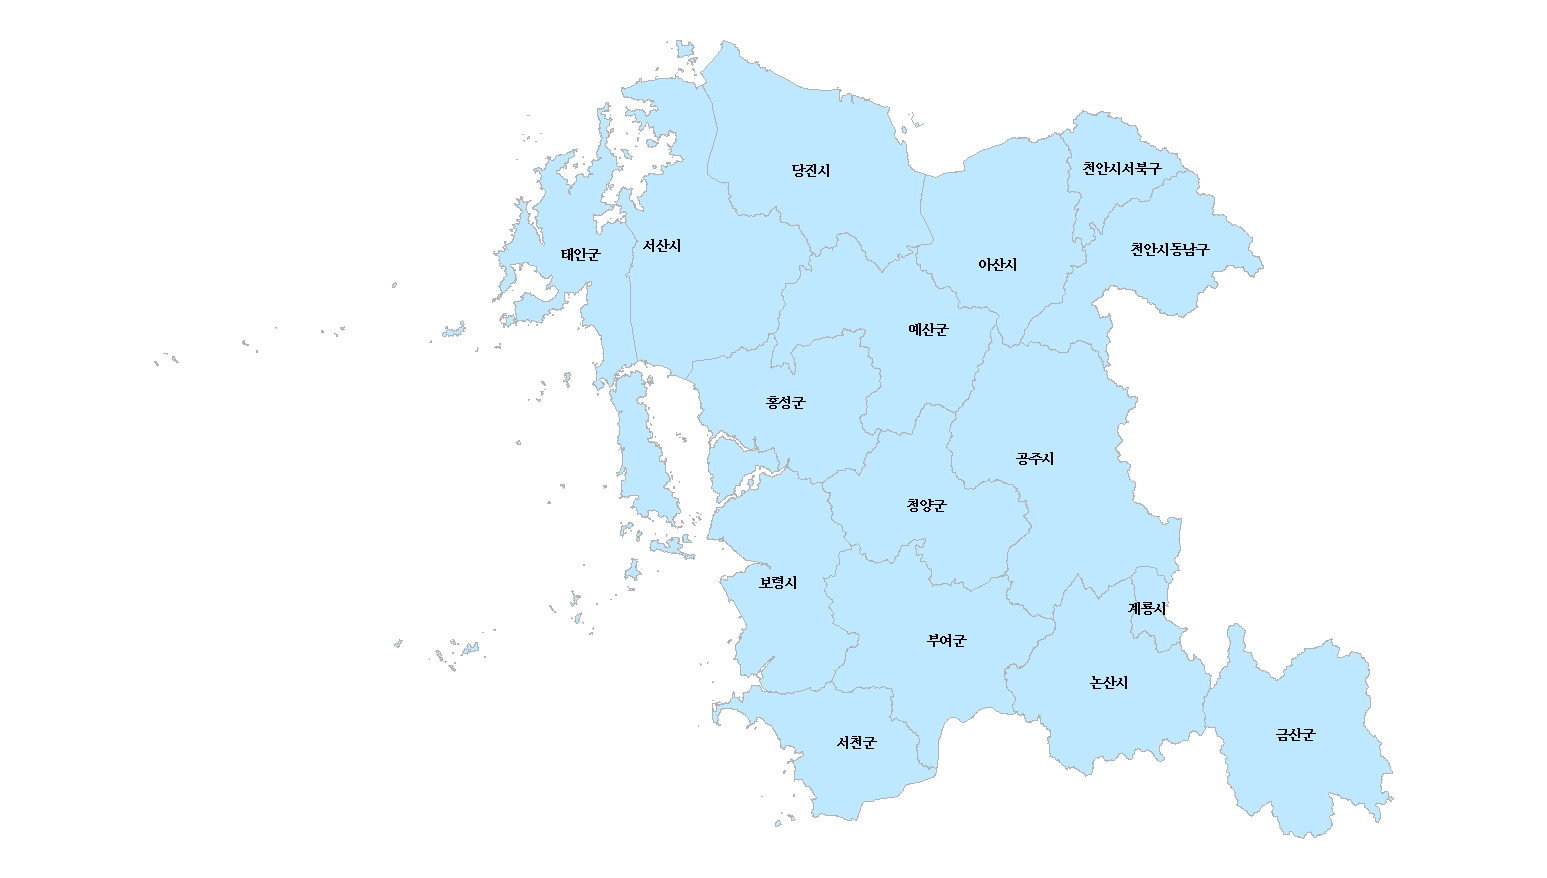 천안시서북구
당진시
서산시
천안시동남구
태안군
아산시
예산군
홍성군
공주시
청양군
보령시
계룡시
부여군
논산시
금산군
서천군